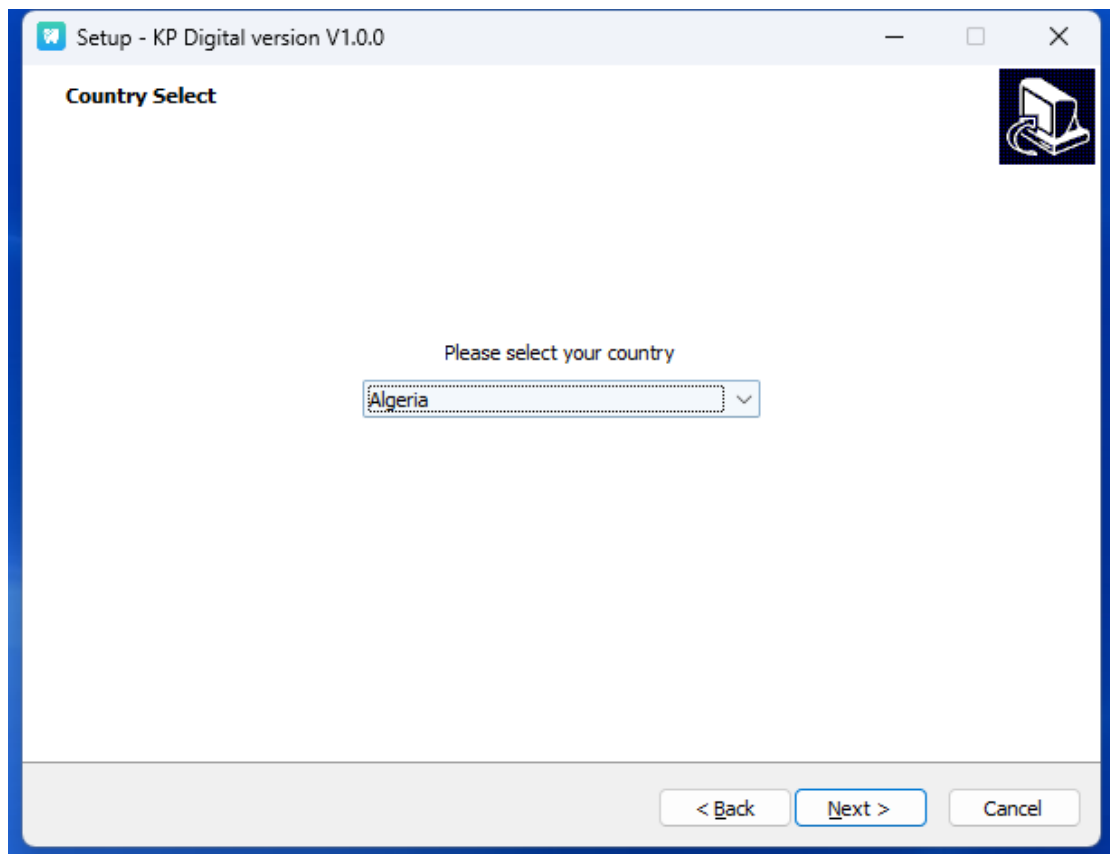 Setup - KP Digital version V1.0.0
Country Select
Please select your country
Algeria
< Back
Next >
Cancel